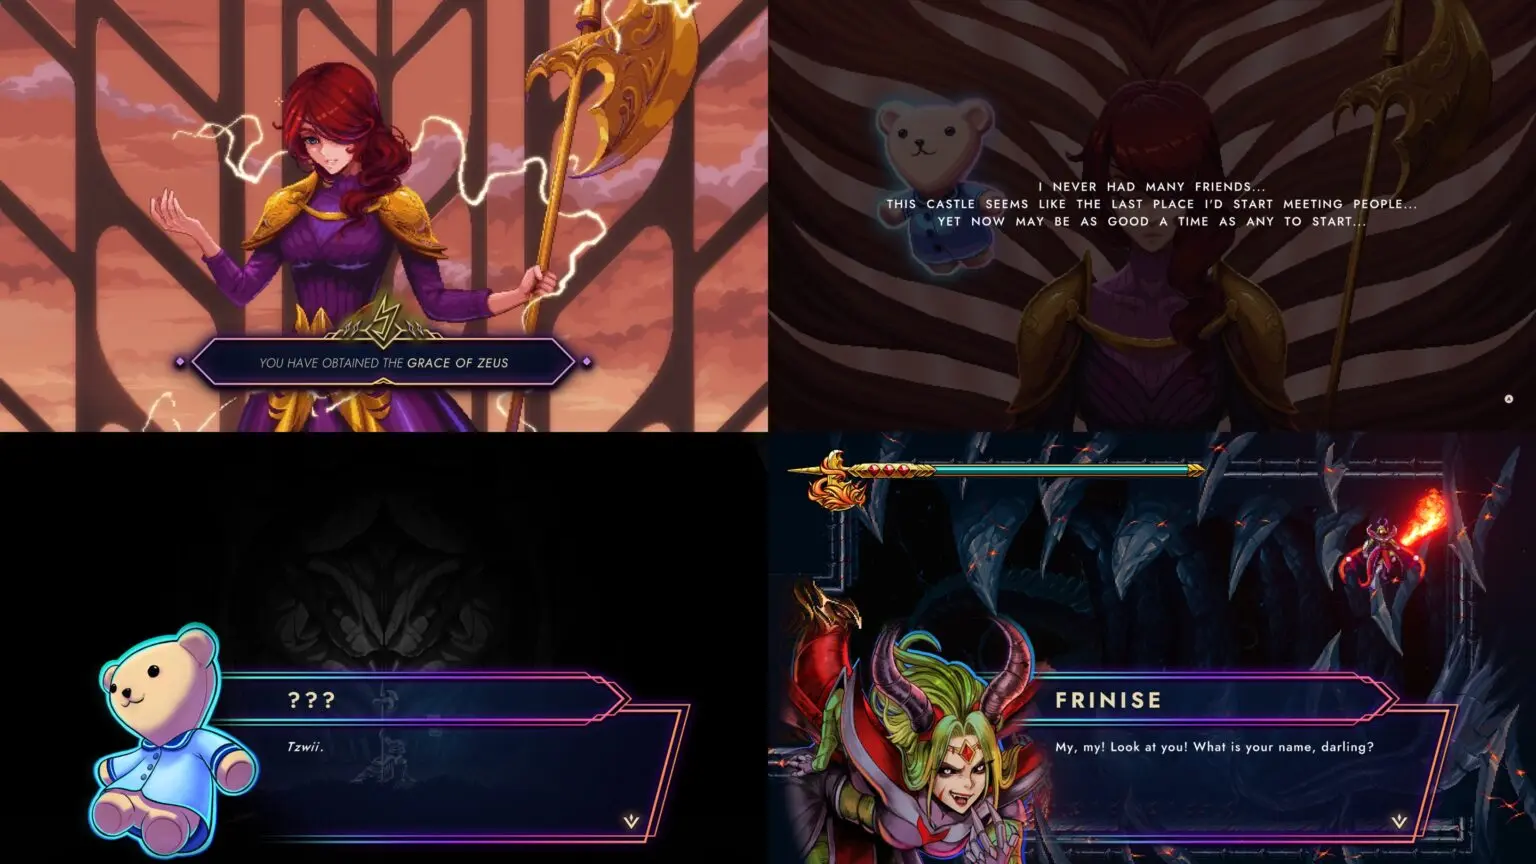 YOU HAVE OBTAINED THE GRACE OF ZEUS
I NEVER HAD MANY FRIENDS...
THIS CASTLE SEEMS LIKE THE LAST PLACE I'D START MEETING PEOPLE...
YET NOW MAY BE AS GOOD A TIME AS ANY TO START...
???
Tzwii.
FRINISE
My, my! Look at you! What is your name, darling?